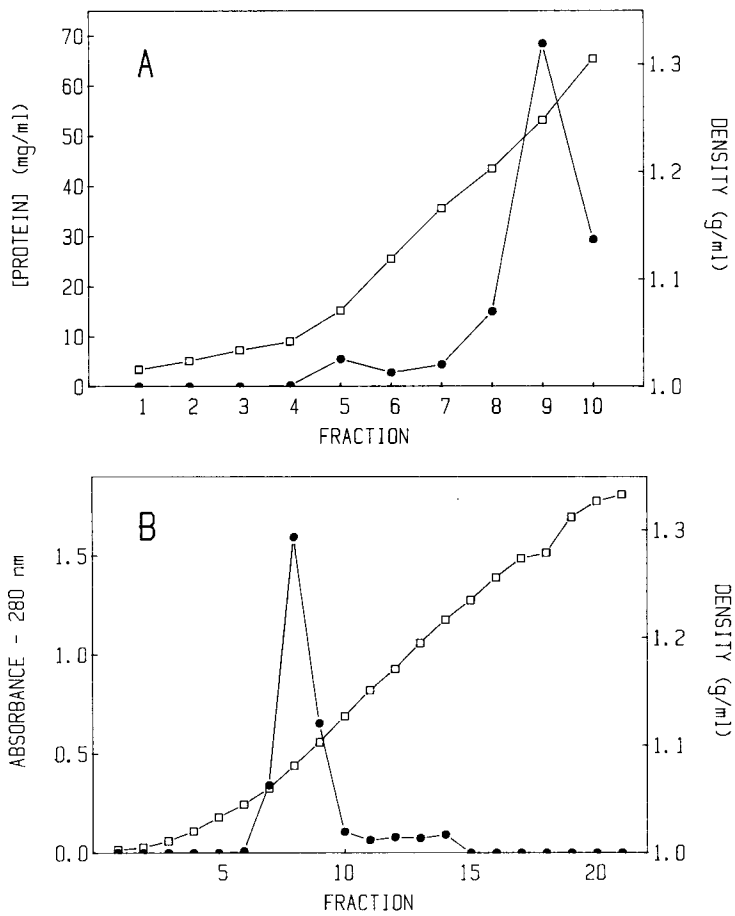 A
70
60
50
40
30
20
10
0
[PROTEIN] (mg/ml)
1.3
1.2
1.1
1.0
DENSITY (g/ml)
1 2 3 4 5 6 7 8 9 10
FRACTION
B
1.5
1.0
0.5
0.0
ABSORBANCE - 280 nm
1.3
1.2
1.1
1.0
DENSITY (g/ml)
5 10 15 20
FRACTION